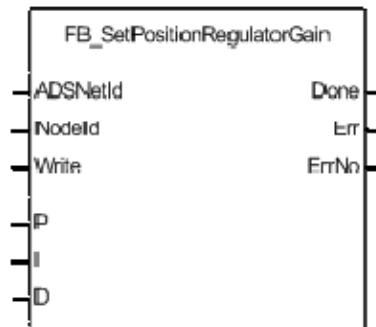 FB_SetPositionRegulatorGain
ADSNetId Done
NodeId Err
Write ErrNo
P
I
D